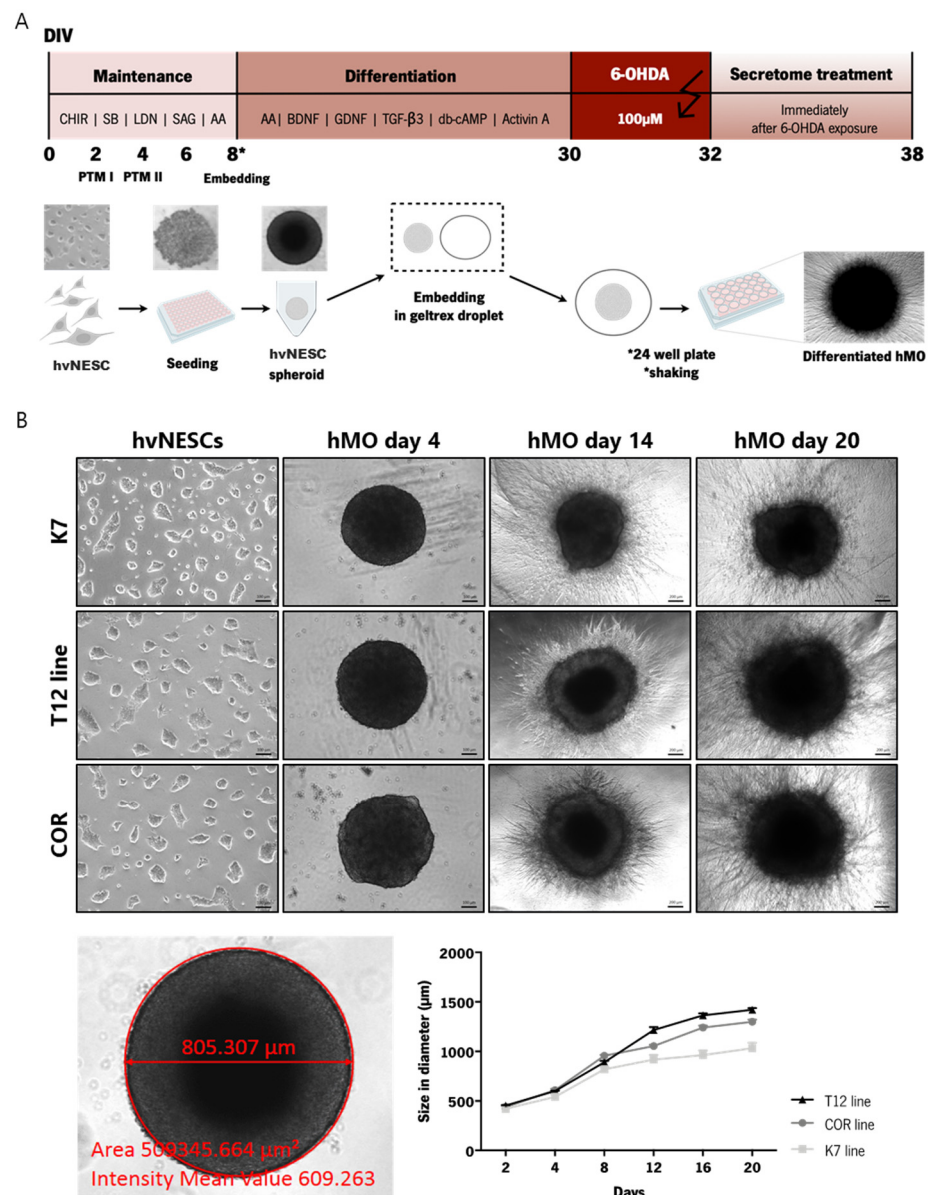 A
DIV
Maintenance
Differentiation
6-OHDA
Secretome treatment
CHIR | SB | LDN | SAG | AA
AA| BDNF | GDNF | TGF-β3 | db-cAMP | Activin A
100μM
Immediately
after 6-OHDA exposure
0 2 4 6 8* 30 32 38
PTM I PTM II Embedding
hvNESC
Seeding
hvNESC
spheroid
Embedding
in geltrex droplet
*24 well plate
*shaking
Differentiated hMO
B
hvNESCs hMO day 4 hMO day 14 hMO day 20
K7
T12 line
COR
805.307 μm
Area 509345.664 μm²
Intensity Mean Value 609.263
Size in diameter (μm)
2000
1500
1000
500
0
2 4 8 12 16 20
Days
T12 line
COR line
K7 line